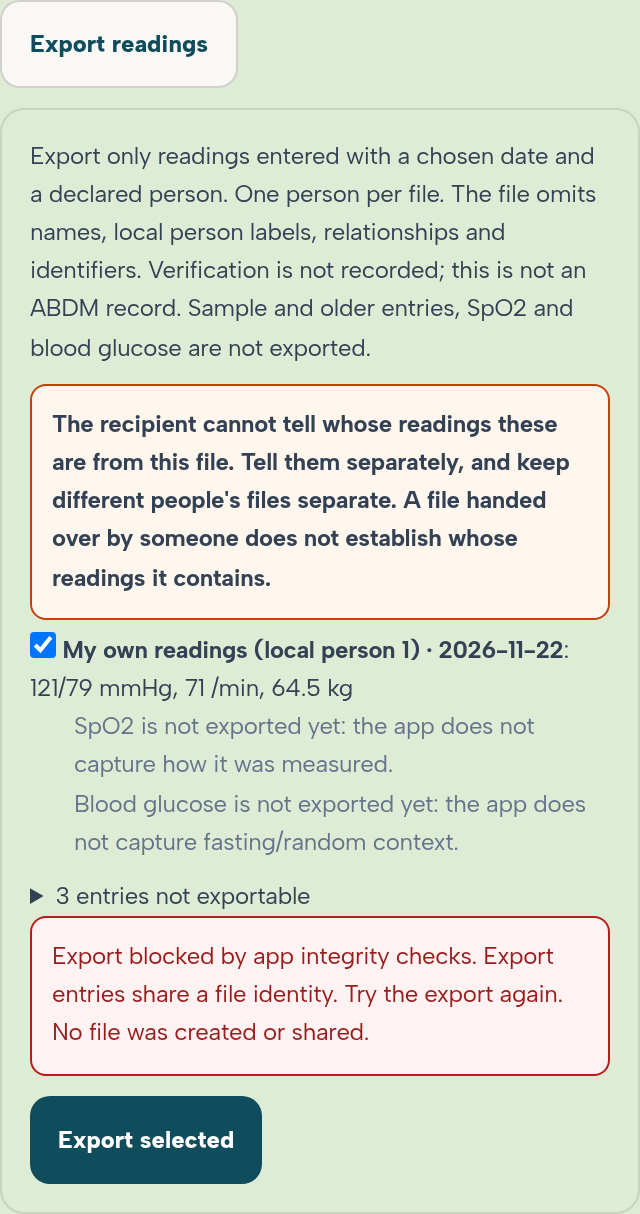 Export readings
Export only readings entered with a chosen date and
a declared person. One person per file. The file omits
names, local person labels, relationships and
identifiers. Verification is not recorded; this is not an
ABDM record. Sample and older entries, SpO2 and
blood glucose are not exported.
The recipient cannot tell whose readings these
are from this file. Tell them separately, and keep
different people's files separate. A file handed
over by someone does not establish whose
readings it contains.
My own readings (local person 1) · 2026-11-22:
121/79 mmHg, 71 /min, 64.5 kg
SpO2 is not exported yet: the app does not
capture how it was measured.
Blood glucose is not exported yet: the app does
not capture fasting/random context.
3 entries not exportable
Export blocked by app integrity checks. Export
entries share a file identity. Try the export again.
No file was created or shared.
Export selected